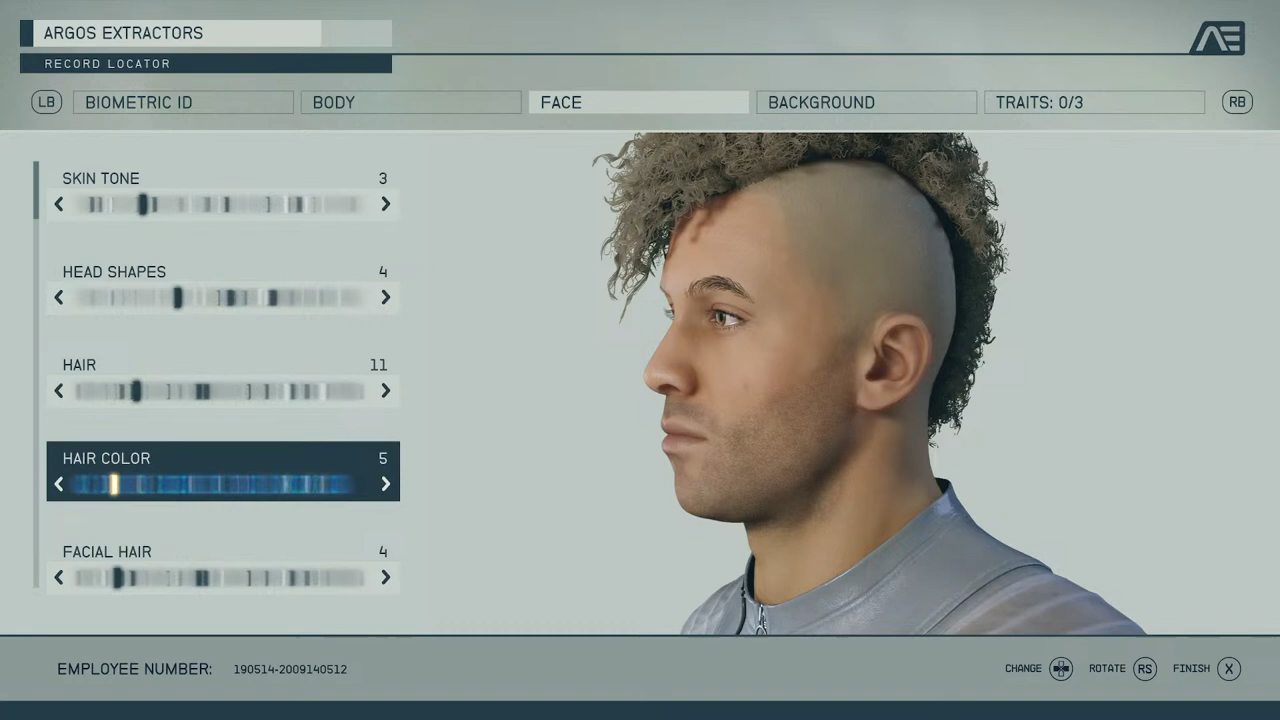 ARGOS EXTRACTORS
RECORD LOCATOR
AE
LB BIOMETRIC ID BODY FACE BACKGROUND TRAITS: 0/3 RB
SKIN TONE 3
HEAD SHAPES 4
HAIR 11
HAIR COLOR 5
FACIAL HAIR 4
EMPLOYEE NUMBER: 190514-2009140512
CHANGE ROTATE RS FINISH X